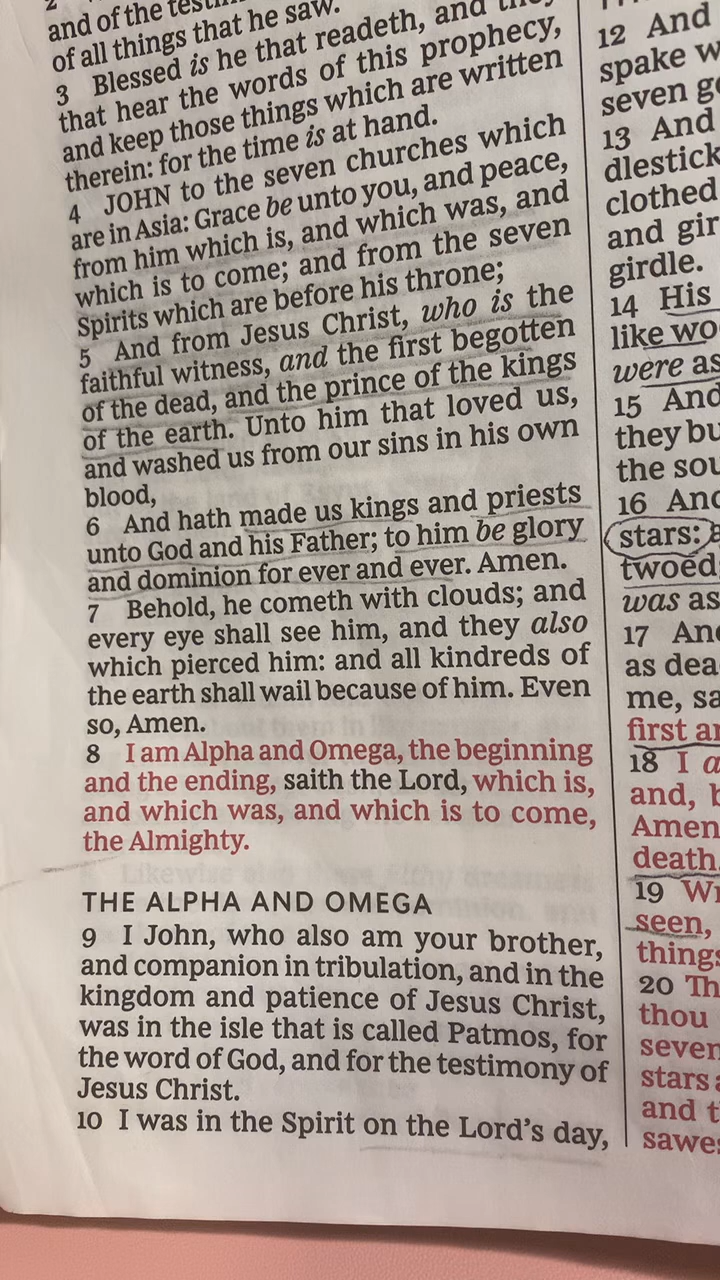 and of the
of all things that he saw.
3 Blessed is he that readeth, and they
that hear the words of this prophecy,
and keep those things which are written
therein: for the time is at hand.
4 JOHN to the seven churches which
are in Asia: Grace be unto you, and peace,
from him which is, and which was, and
which is to come; and from the seven
Spirits which are before his throne;
5 And from Jesus Christ, who is the
faithful witness, and the first begotten
of the dead, and the prince of the kings
of the earth. Unto him that loved us,
and washed us from our sins in his own
blood,
6 And hath made us kings and priests
unto God and his Father; to him be glory
and dominion for ever and ever. Amen.
7 Behold, he cometh with clouds; and
every eye shall see him, and they also
which pierced him: and all kindreds of
the earth shall wail because of him. Even
so, Amen.
8 I am Alpha and Omega, the beginning
and the ending, saith the Lord, which is,
and which was, and which is to come,
the Almighty.
THE ALPHA AND OMEGA
9 I John, who also am your brother,
and companion in tribulation, and in the
kingdom and patience of Jesus Christ,
was in the isle that is called Patmos, for
the word of God, and for the testimony of
Jesus Christ.
10 I was in the Spirit on the Lord's day,
12 And
spake w
seven g
13 And
dlestick
clothed
and gir
girdle.
14 His
like wo
were as
15 And
they bu
the sou
16 And
stars: a
twoed
was as
17 And
as dea
me, sa
first an
18 I a
and, b
Amen
death
19 Wr
seen,
things
20 Th
thou
seven
stars a
and t
sawes